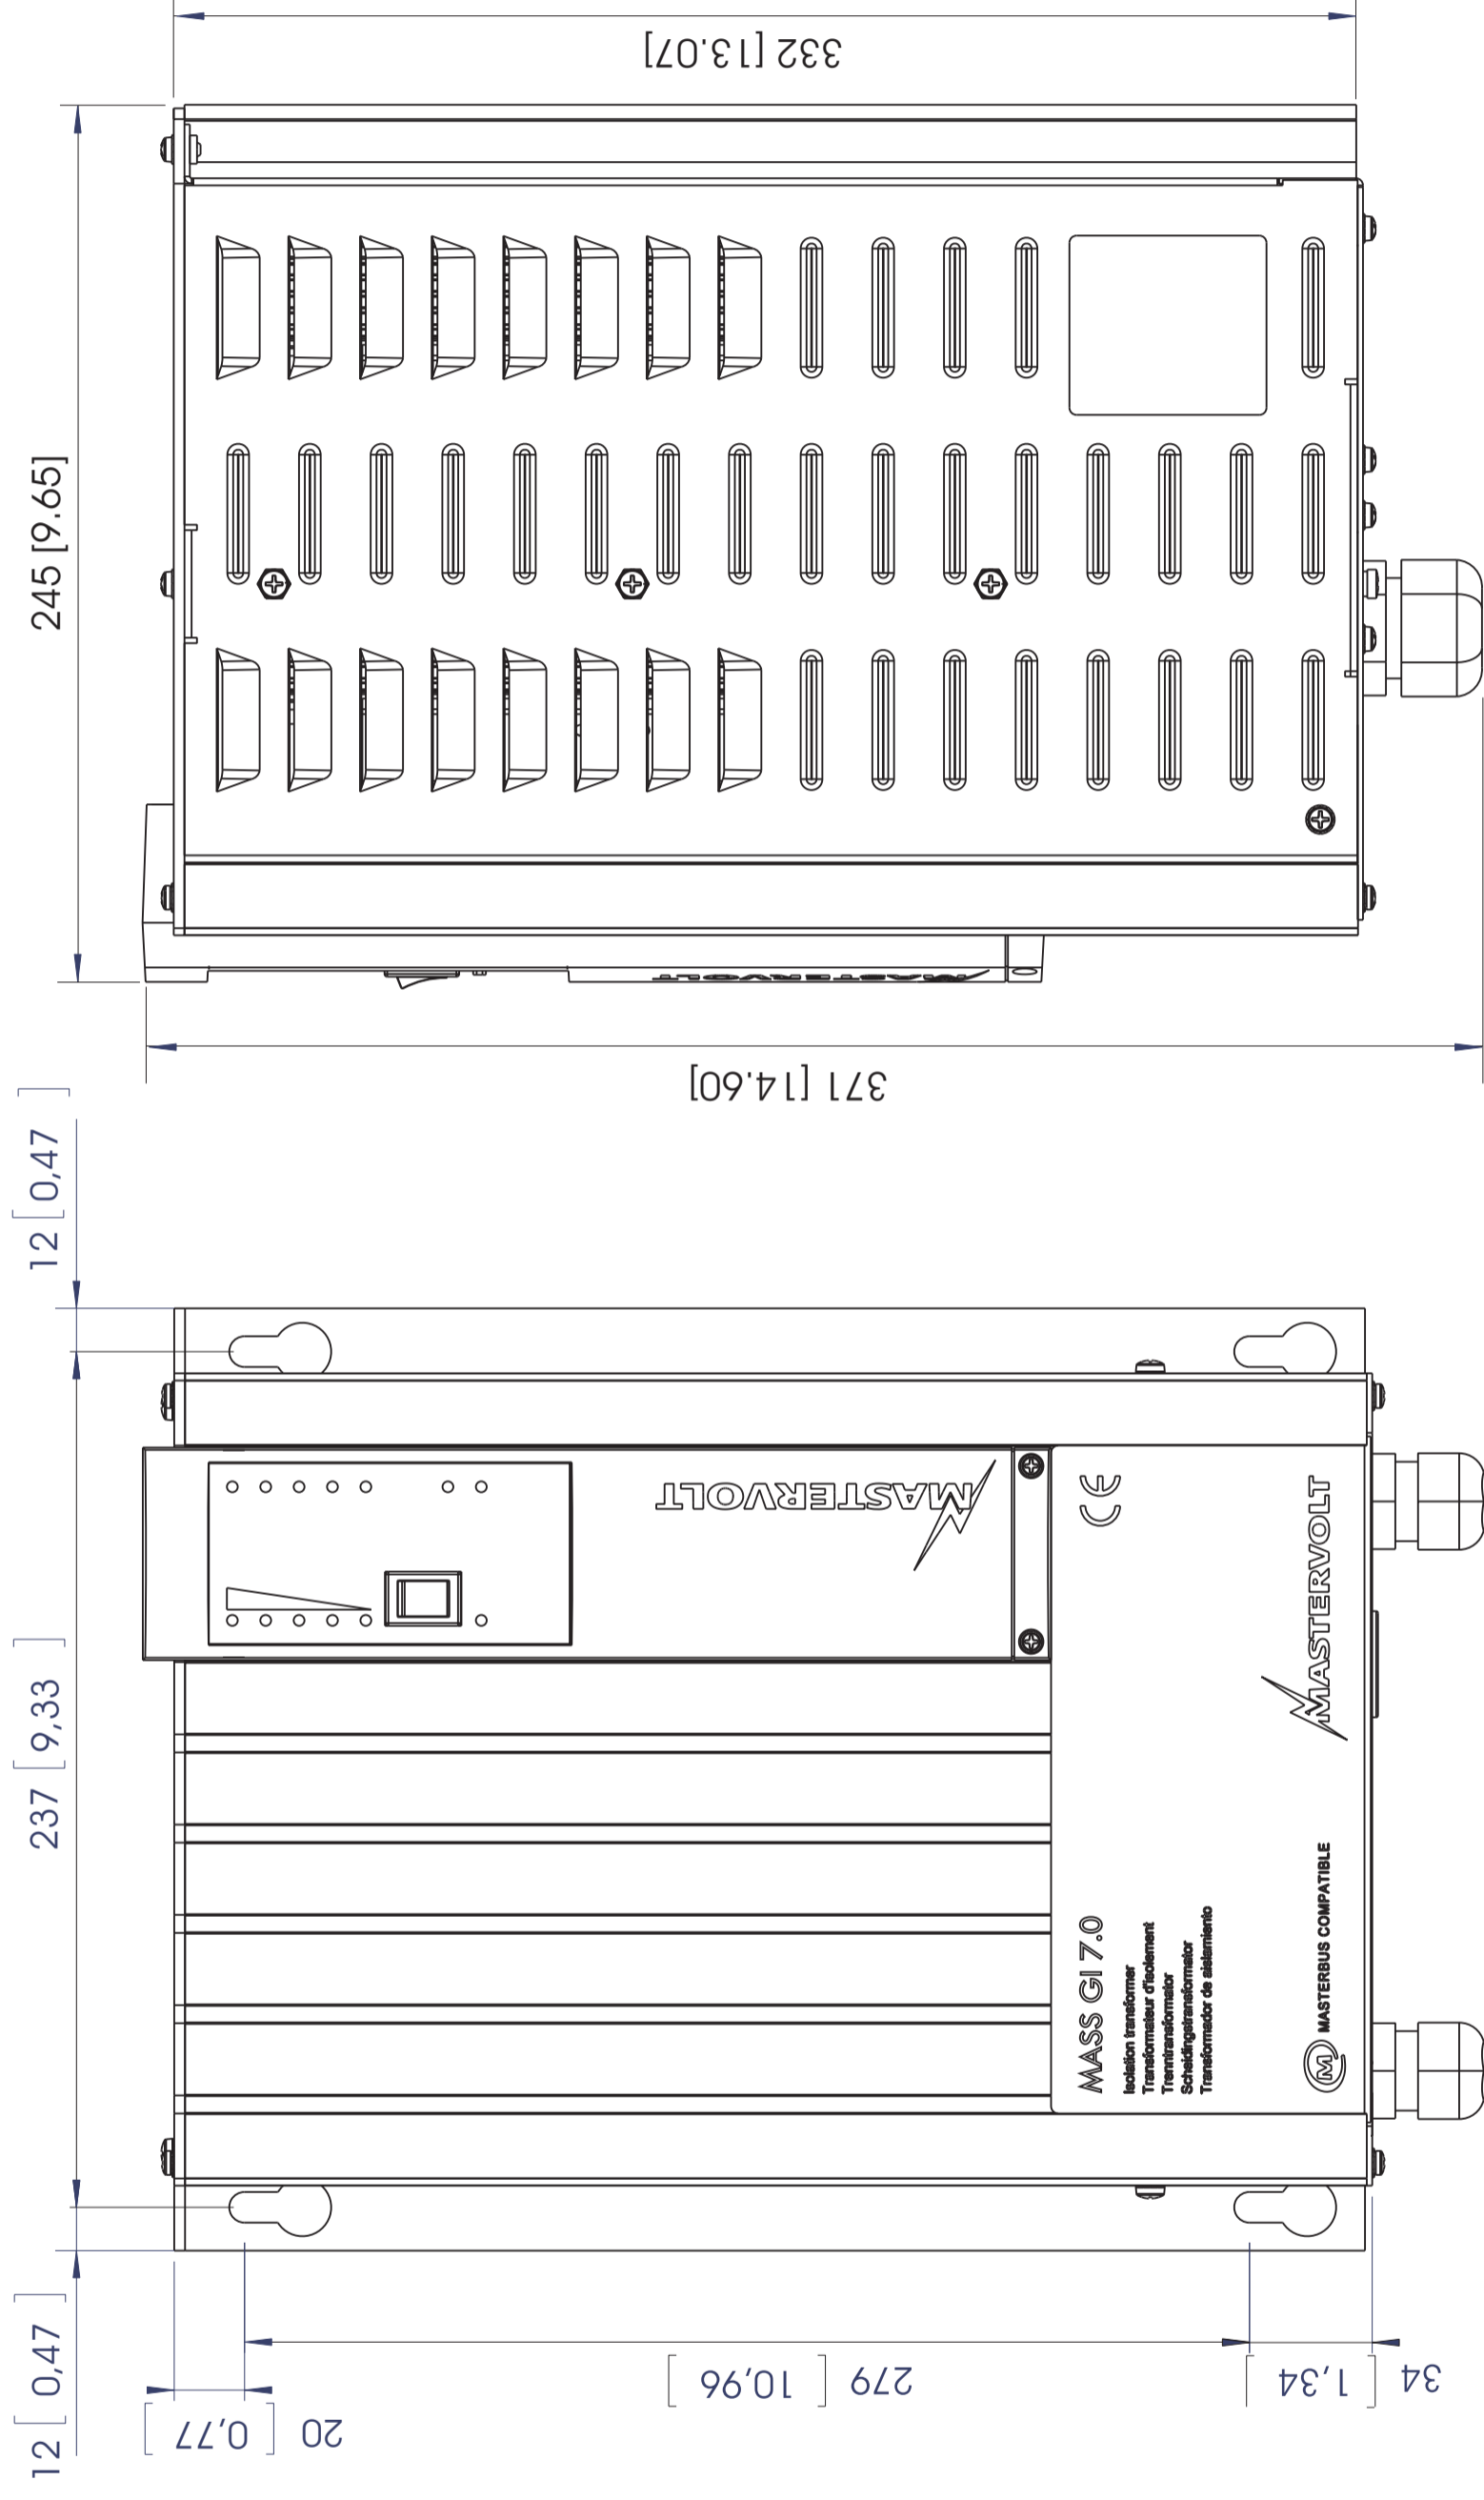 332 [13.07]
245 [9.65]
MASTERVOLT
371 [14.60]
12 [0,47]
237 [9,33]
12 [0,47]
MASTERVOLT
CE
MASTERVOLT
MASS GI 7.0
Isolation transformer
Transformateur d'isolement
Trenntransformator
Scheidingstransformator
Transformador de aislamiento
M MASTERBUS COMPATIBLE
20 [0,77]
279 [10,96]
34 [1,34]